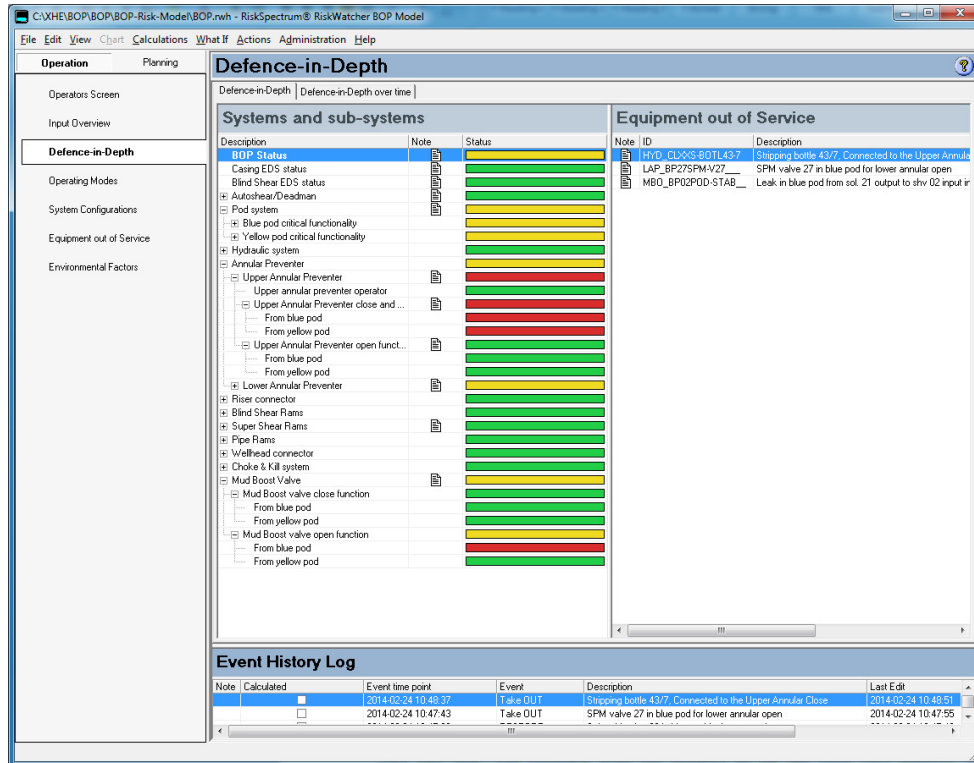 C:\XHE\BOP\BOP\BOP-Risk-Model\BOP.rwh - RiskSpectrum® RiskWatcher BOP Model
File Edit View Chart Calculations What If Actions Administration Help
Operation Planning
Operators Screen
Input Overview
Defence-in-Depth
Operating Modes
System Configurations
Equipment out of Service
Environmental Factors
Defence-in-Depth
Defence-in-Depth Defence-in-Depth over time
Systems and sub-systems
Description Note Status
BOP Status
Casing EDS status
Blind Shear EDS status
Autoshear/Deadman
Pod system
Blue pod critical functionality
Yellow pod critical functionality
Hydraulic system
Annular Preventer
Upper Annular Preventer
Upper annular preventer operator
Upper Annular Preventer close and ...
From blue pod
From yellow pod
Upper Annular Preventer open funct...
From blue pod
From yellow pod
Lower Annular Preventer
Riser connector
Blind Shear Rams
Super Shear Rams
Pipe Rams
Wellhead connector
Choke & Kill system
Mud Boost Valve
Mud Boost valve close function
From blue pod
From yellow pod
Mud Boost valve open function
From blue pod
From yellow pod
Equipment out of Service
Note ID Description
HYD_CLXXS-BOTL43-7 Stripping bottle 43/7, Connected to the Upper Annula
LAP_BP27SPM-V27___ SPM valve 27 in blue pod for lower annular open
MBO_BP02POD-STAB__ Leak in blue pod from sol. 21 output to shv 02 input ir
Event History Log
Note Calculated Event time point Event Description Last Edit
2014-02-24 10:48:37 Take OUT Stripping bottle 43/7, Connected to the Upper Annular Close 2014-02-24 10:48:51
2014-02-24 10:47:43 Take OUT SPM valve 27 in blue pod for lower annular open 2014-02-24 10:47:55